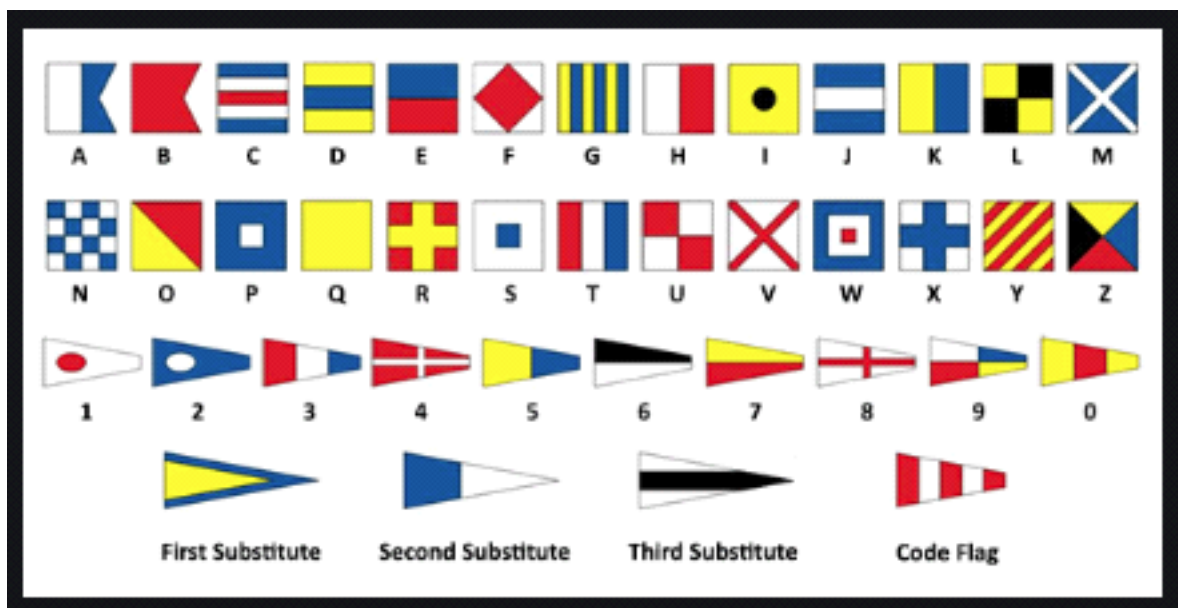 A B C D E F G H I J K L M
N O P Q R S T U V W X Y Z
1 2 3 4 5 6 7 8 9 0
First Substitute Second Substitute Third Substitute Code Flag